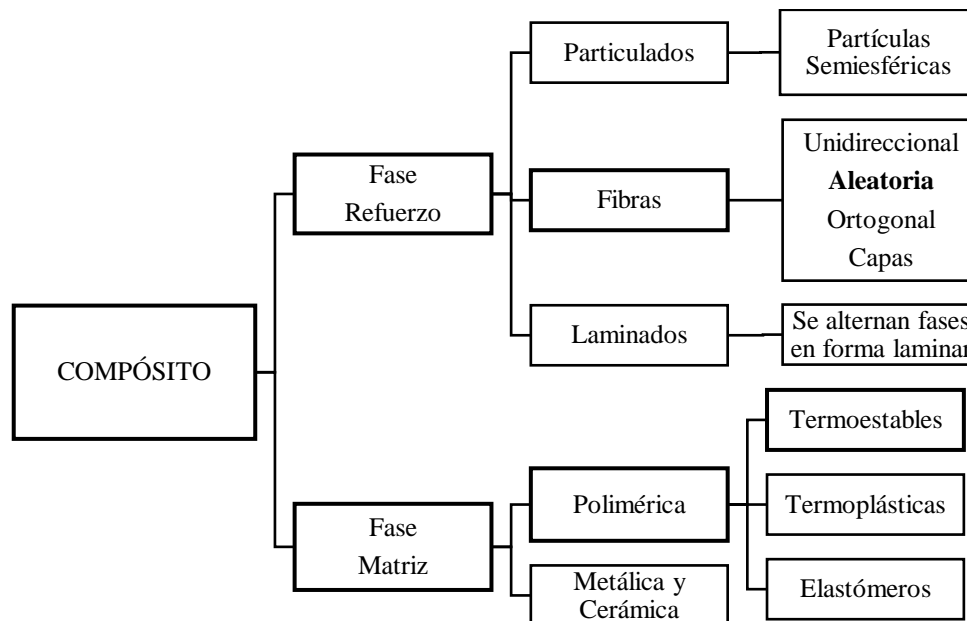 COMPÓSITO
Fase
Refuerzo
Particulados
Partículas
Semiesféricas
Fibras
Unidireccional
Aleatoria
Ortogonal
Capas
Laminados
Se alternan fases
en forma laminar
Fase
Matriz
Polimérica
Termoestables
Termoplásticas
Elastómeros
Metálica y
Cerámica